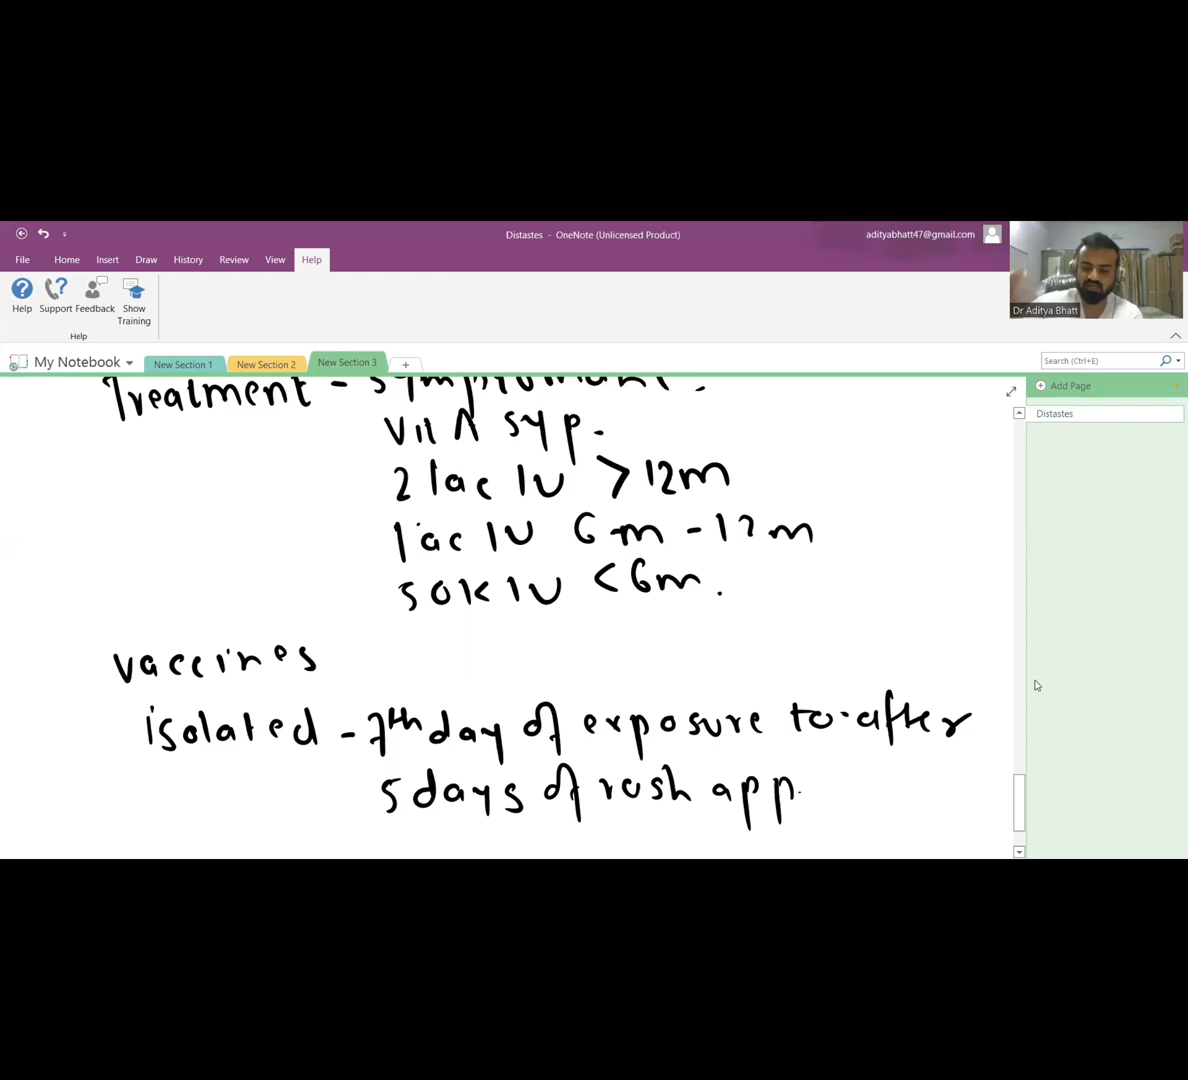 Distastes - OneNote (Unlicensed Product)
adityabhatt47@gmail.com
File Home Insert Draw History Review View Help
Help Support Feedback Show Training
Help
Dr Aditya Bhatt
My Notebook New Section 1 New Section 2 New Section 3 +
Search (Ctrl+E)
Add Page
Distastes
Treatment -
Vit A syp.
2 lac IU > 12m
1 ac IU 6m - 12m
50K IU < 6m.
vaccines
isolated - 7th day of exposure to after
5 days of rash app.